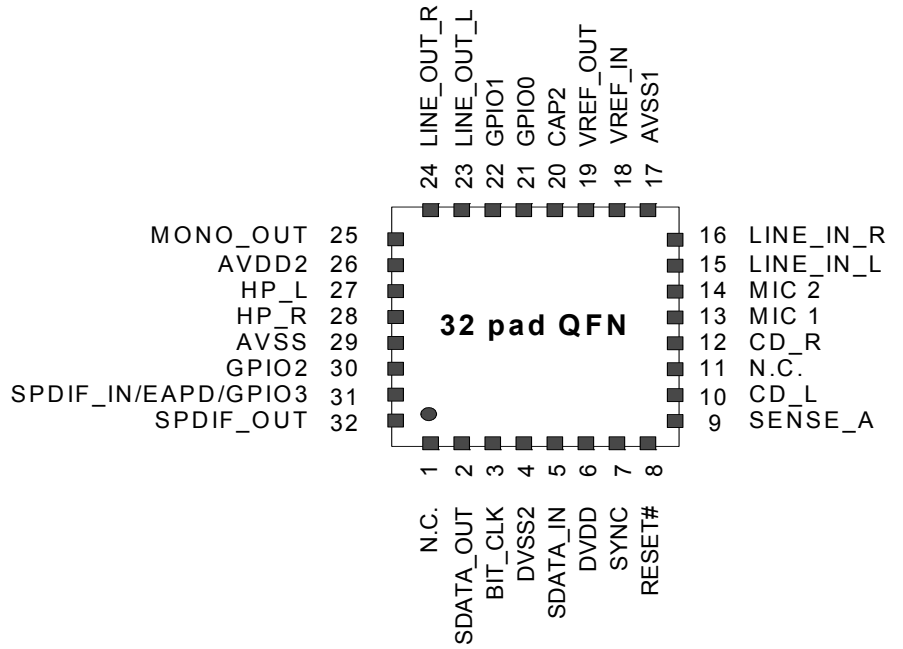 24 LINE_OUT_R
23 LINE_OUT_L
22 GPIO1
21 GPIO0
20 CAP2
19 VREF_OUT
18 VREF_IN
17 AVSS1
MONO_OUT 25
AVDD2 26
HP_L 27
HP_R 28
AVSS 29
GPIO2 30
SPDIF_IN/EAPD/GPIO3 31
SPDIF_OUT 32
32 pad QFN
16 LINE_IN_R
15 LINE_IN_L
14 MIC 2
13 MIC 1
12 CD_R
11 N.C.
10 CD_L
9 SENSE_A
1 N.C.
2 SDATA_OUT
3 BIT_CLK
4 DVSS2
5 SDATA_IN
6 DVDD
7 SYNC
8 RESET#